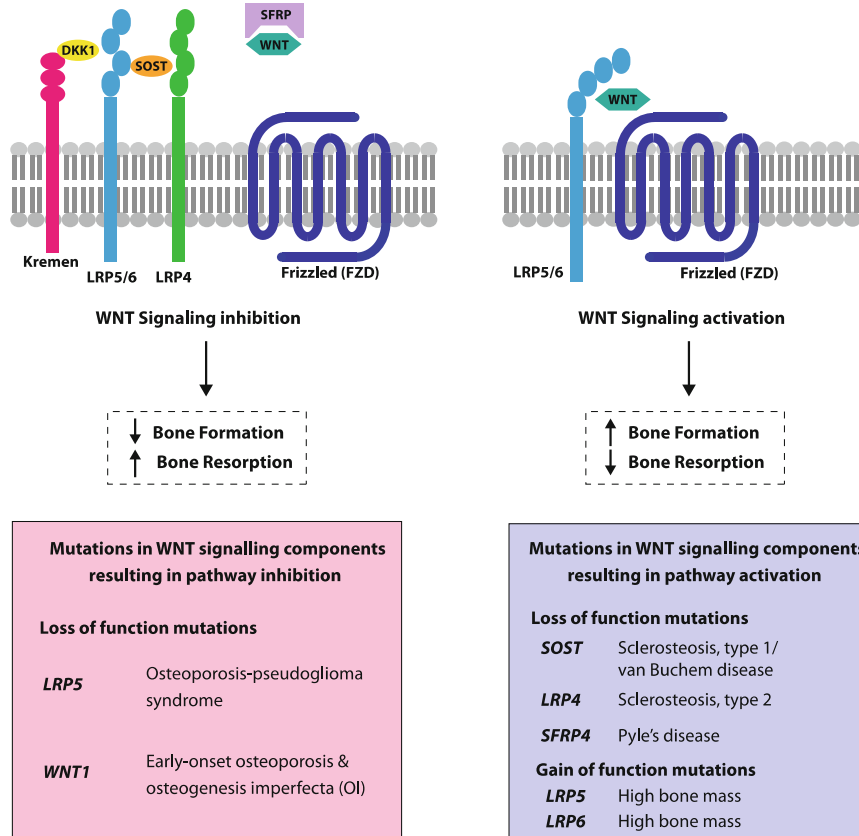 SFRP
WNT
DKK1
SOST
Kremen
LRP5/6
LRP4
Frizzled (FZD)
WNT Signaling inhibition
Bone Formation
Bone Resorption
Mutations in WNT signalling components
resulting in pathway inhibition
Loss of function mutations
LRP5 Osteoporosis-pseudoglioma
syndrome
WNT1 Early-onset osteoporosis &
osteogenesis imperfecta (OI)
WNT
LRP5/6
Frizzled (FZD)
WNT Signaling activation
Bone Formation
Bone Resorption
Mutations in WNT signalling components
resulting in pathway activation
Loss of function mutations
SOST Sclerosteosis, type 1/
van Buchem disease
LRP4 Sclerosteosis, type 2
SFRP4 Pyle's disease
Gain of function mutations
LRP5 High bone mass
LRP6 High bone mass